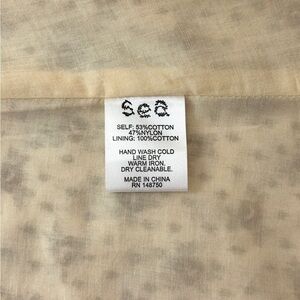 Sea
SELF: 53%COTTON
47%NYLON
LINING: 100%COTTON
HAND WASH COLD
LINE DRY
WARM IRON.
DRY CLEANABLE.
MADE IN CHINA
RN 148750